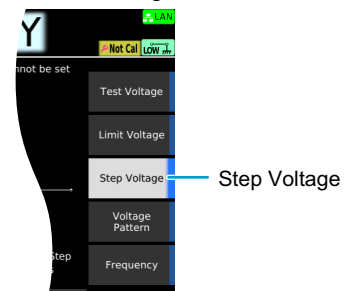 LAN
Y
Not Cal LOW
nnot be set
Test Voltage
Limit Voltage
Step Voltage
Step Voltage
Voltage
Pattern
Step
s
Frequency